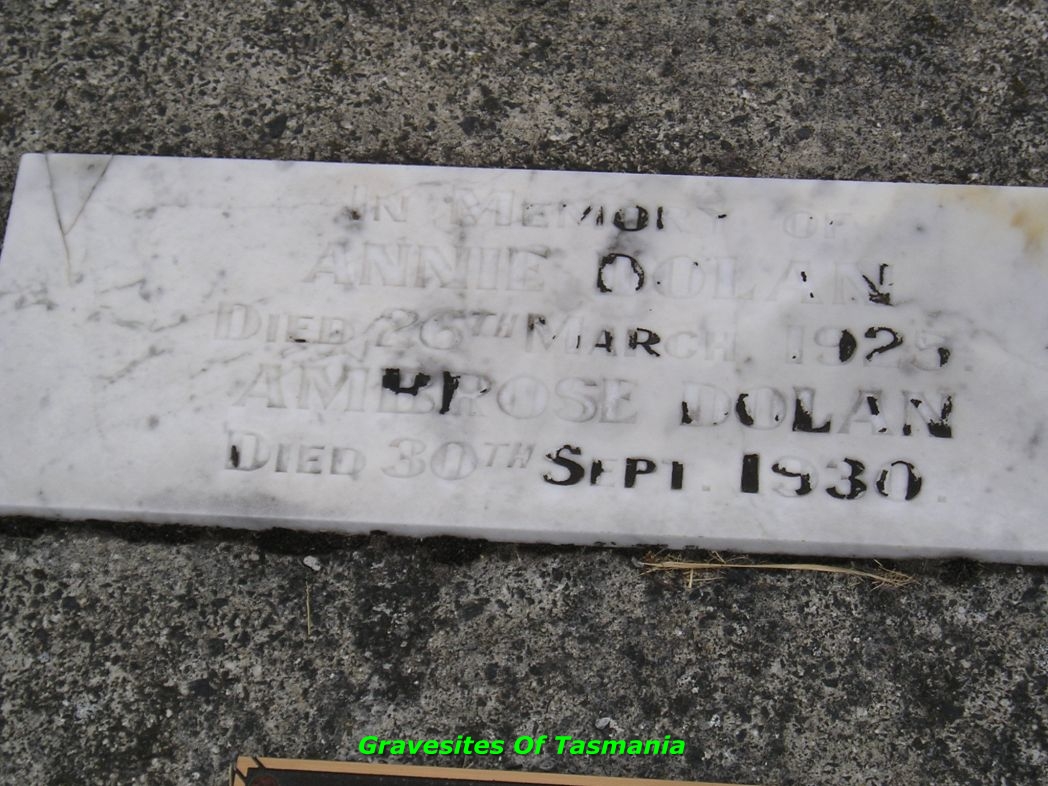 In Memory of
ANNIE DOLAN
Died 26th March 1925.
AMBROSE DOLAN
Died 30th Sept. 1930.
Gravesites Of Tasmania